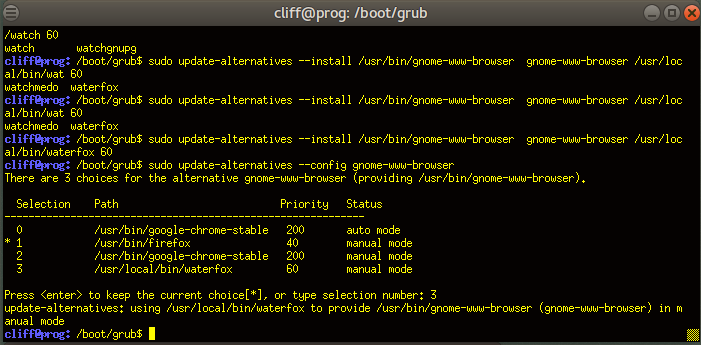 cliff@prog: /boot/grub
/watch 60
watch       watchgnupg
cliff@prog: /boot/grub$ sudo update-alternatives --install /usr/bin/gnome-www-browser  gnome-www-browser /usr/loc
al/bin/wat 60
watchmedo  waterfox
cliff@prog: /boot/grub$ sudo update-alternatives --install /usr/bin/gnome-www-browser  gnome-www-browser /usr/loc
al/bin/wat 60
watchmedo  waterfox
cliff@prog: /boot/grub$ sudo update-alternatives --install /usr/bin/gnome-www-browser  gnome-www-browser /usr/loc
al/bin/waterfox 60
cliff@prog: /boot/grub$ sudo update-alternatives --config gnome-www-browser
There are 3 choices for the alternative gnome-www-browser (providing /usr/bin/gnome-www-browser).
  Selection    Path                           Priority   Status
------------------------------------------------------------
  0            /usr/bin/google-chrome-stable   200       auto mode
* 1            /usr/bin/firefox                40        manual mode
  2            /usr/bin/google-chrome-stable   200       manual mode
  3            /usr/local/bin/waterfox         60        manual mode
Press <enter> to keep the current choice[*], or type selection number: 3
update-alternatives: using /usr/local/bin/waterfox to provide /usr/bin/gnome-www-browser (gnome-www-browser) in m
anual mode
cliff@prog: /boot/grub$